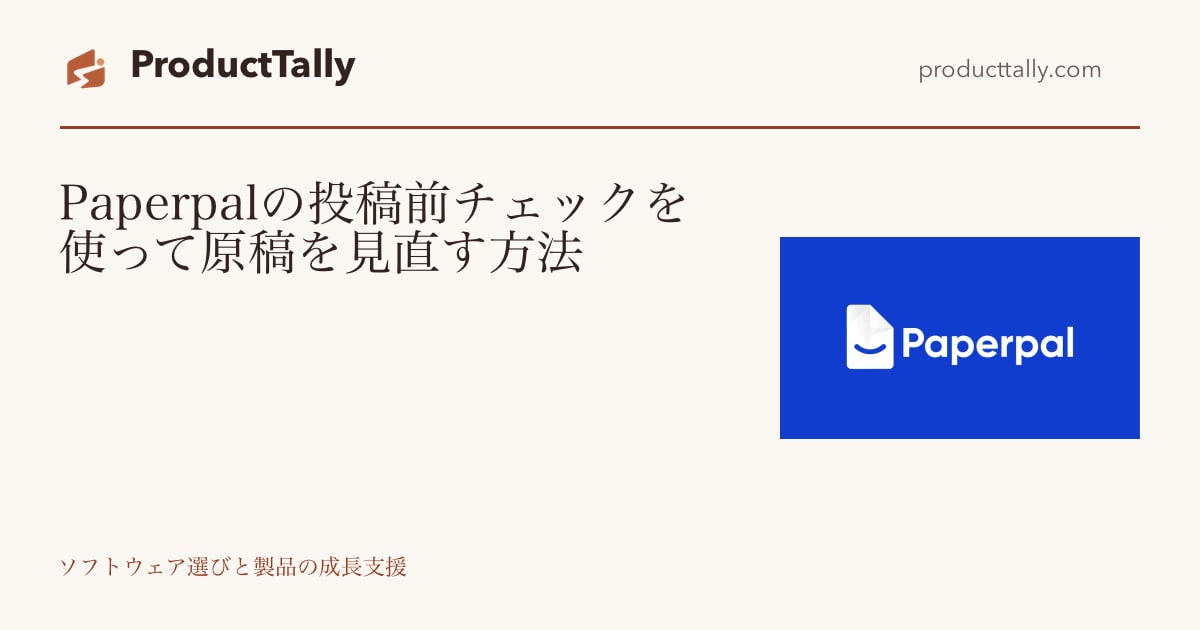 ProductTally
producttally.com
Paperpalの投稿前チェックを
使って原稿を見直す方法
Paperpal
ソフトウェア選びと製品の成長支援